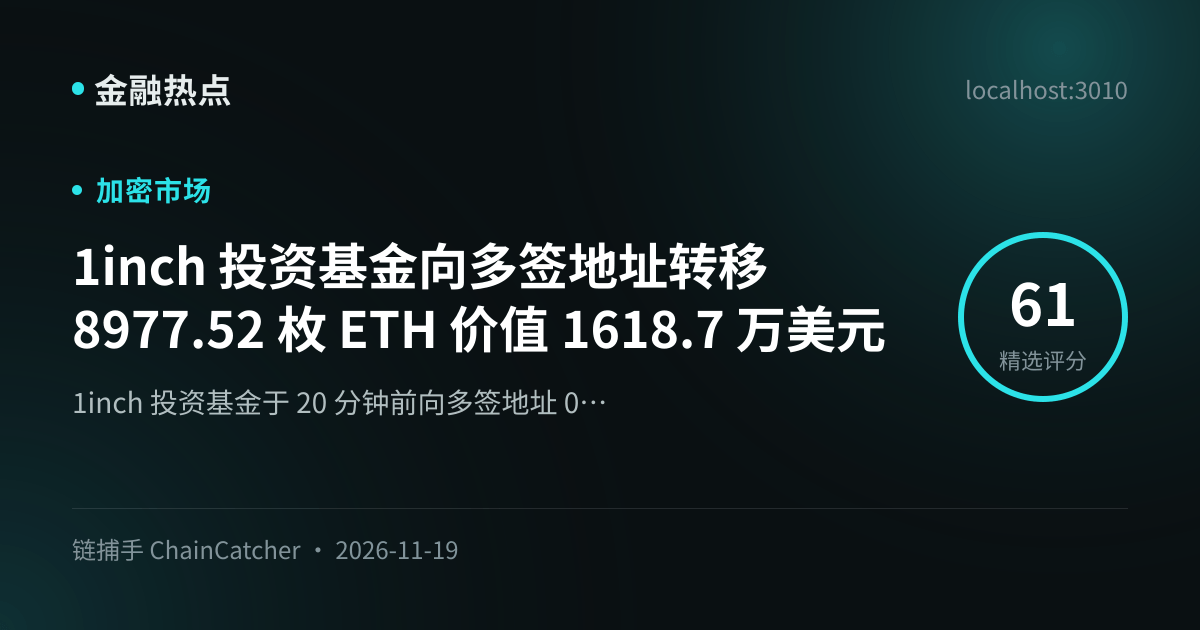 金融热点
localhost:3010
加密市场
1inch 投资基金向多签地址转移
8977.52 枚 ETH 价值 1618.7 万美元
61
精选评分
1inch 投资基金于 20 分钟前向多签地址 0…
链捕手 ChainCatcher · 2026-11-19